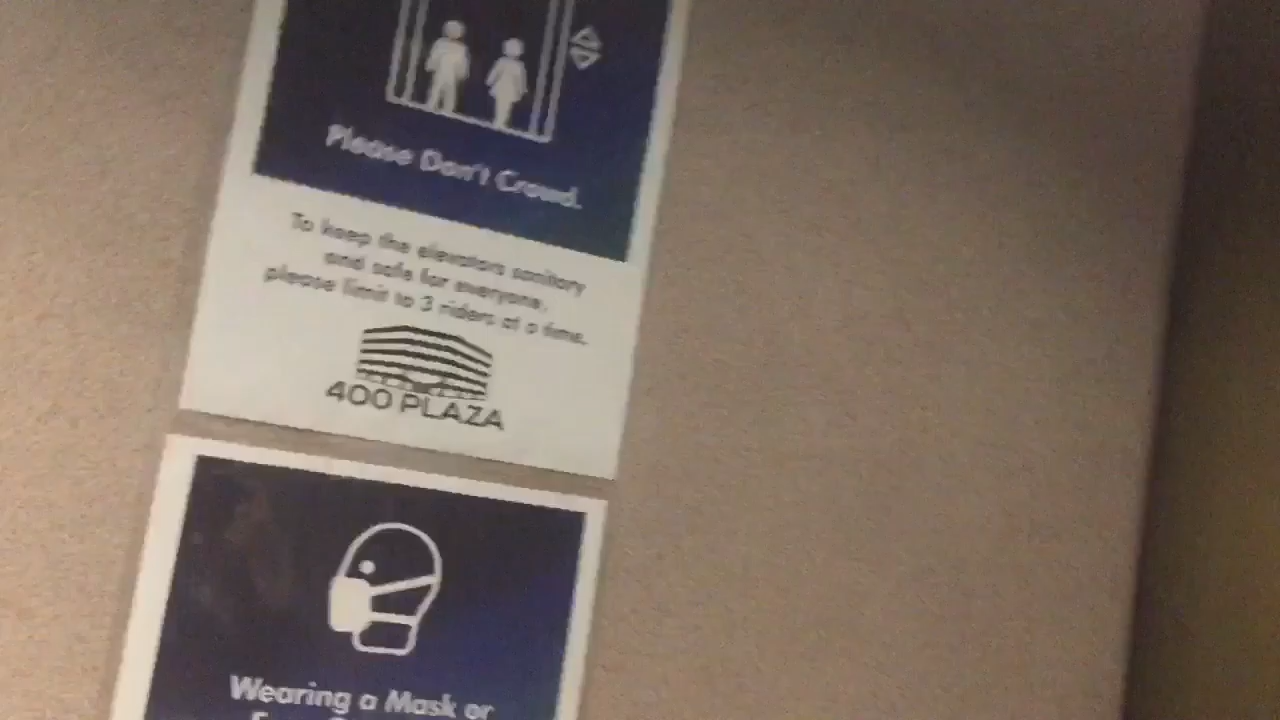 Please Don't Crowd.
To keep the elevators sanitary
and safe for everyone,
please limit to 3 riders at a time.
400 PLAZA
Wearing a Mask or